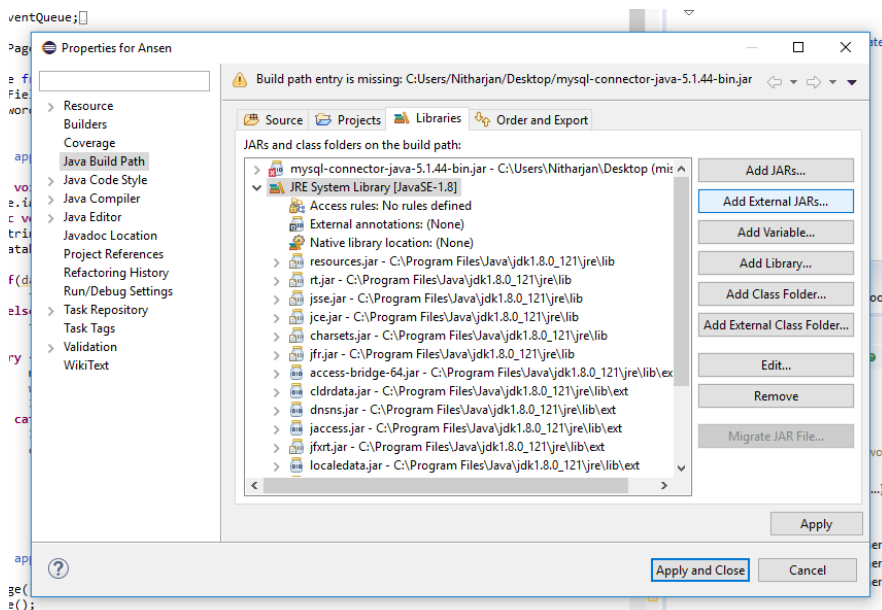 ventQueue;
Properties for Ansen
Build path entry is missing: C:Users/Nitharjan/Desktop/mysql-connector-java-5.1.44-bin.jar
Resource
Builders
Coverage
Java Build Path
Java Code Style
Java Compiler
Java Editor
Javadoc Location
Project References
Refactoring History
Run/Debug Settings
Task Repository
Task Tags
Validation
WikiText
Source Projects Libraries Order and Export
JARs and class folders on the build path:
mysql-connector-java-5.1.44-bin.jar - C:\Users\Nitharjan\Desktop (mis
JRE System Library [JavaSE-1.8]
Access rules: No rules defined
External annotations: (None)
Native library location: (None)
resources.jar - C:\Program Files\Java\jdk1.8.0_121\jre\lib
rt.jar - C:\Program Files\Java\jdk1.8.0_121\jre\lib
jsse.jar - C:\Program Files\Java\jdk1.8.0_121\jre\lib
jce.jar - C:\Program Files\Java\jdk1.8.0_121\jre\lib
charsets.jar - C:\Program Files\Java\jdk1.8.0_121\jre\lib
jfr.jar - C:\Program Files\Java\jdk1.8.0_121\jre\lib
access-bridge-64.jar - C:\Program Files\Java\jdk1.8.0_121\jre\lib\ex
cldrdata.jar - C:\Program Files\Java\jdk1.8.0_121\jre\lib\ext
dnsns.jar - C:\Program Files\Java\jdk1.8.0_121\jre\lib\ext
jaccess.jar - C:\Program Files\Java\jdk1.8.0_121\jre\lib\ext
jfxrt.jar - C:\Program Files\Java\jdk1.8.0_121\jre\lib\ext
localedata.jar - C:\Program Files\Java\jdk1.8.0_121\jre\lib\ext
Add JARs...
Add External JARs...
Add Variable...
Add Library...
Add Class Folder...
Add External Class Folder...
Edit...
Remove
Migrate JAR File...
Apply
Apply and Close Cancel